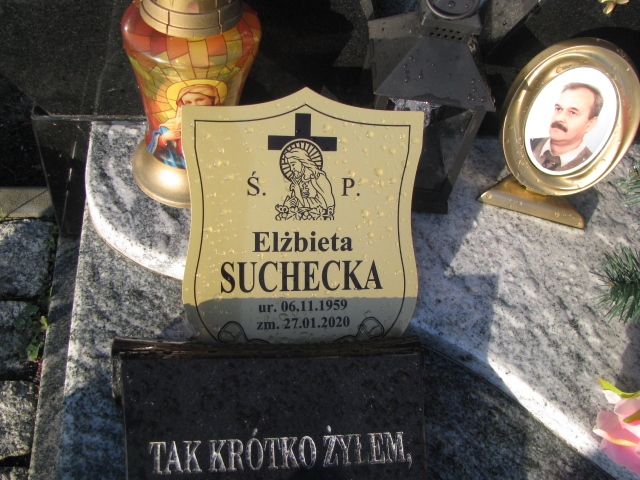 Ś. P.
Elżbieta
SUCHECKA
ur. 06.11.1959
zm. 27.01.2020
TAK KRÓTKO ŻYŁEM,